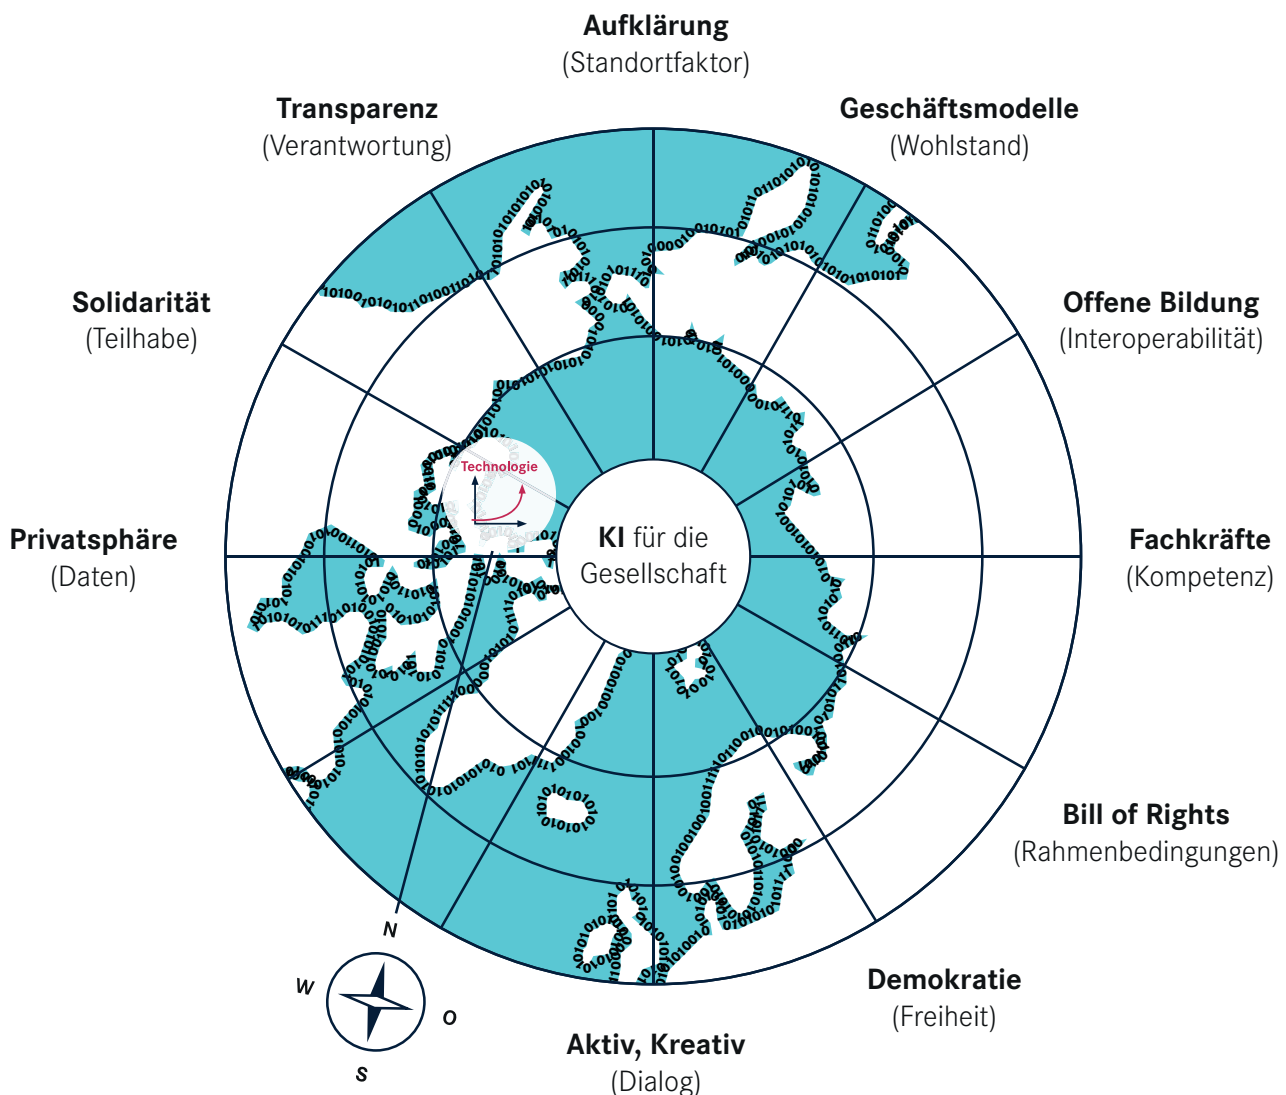 Aufklärung
(Standortfaktor)
Transparenz
(Verantwortung)
Geschäftsmodelle
(Wohlstand)
Solidarität
(Teilhabe)
Offene Bildung
(Interoperabilität)
Technologie
Privatsphäre
(Daten)
KI für die
Gesellschaft
Fachkräfte
(Kompetenz)
Bill of Rights
(Rahmenbedingungen)
Demokratie
(Freiheit)
Aktiv, Kreativ
(Dialog)
N
W
O
S